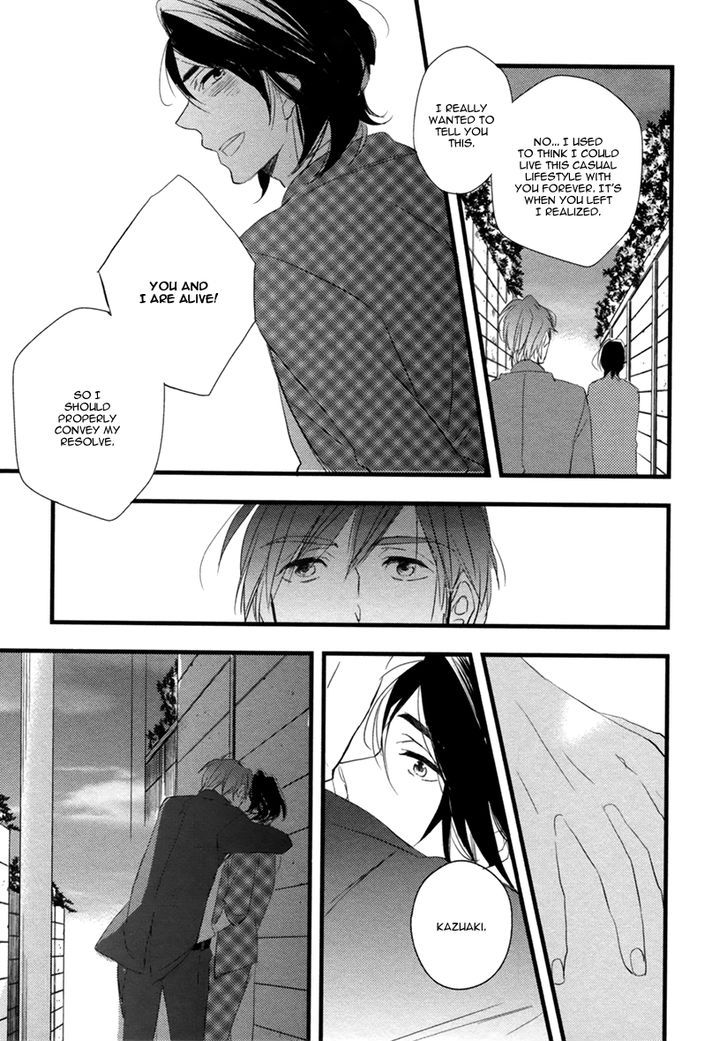 NO... I USED
TO THINK I COULD
LIVE THIS CASUAL
LIFESTYLE WITH
YOU FOREVER. IT'S
WHEN YOU LEFT
I REALIZED.
I REALLY
WANTED TO
TELL YOU
THIS.
YOU AND
I ARE ALIVE!
SO I
SHOULD
PROPERLY
CONVEY MY
RESOLVE.
KAZUAKI.